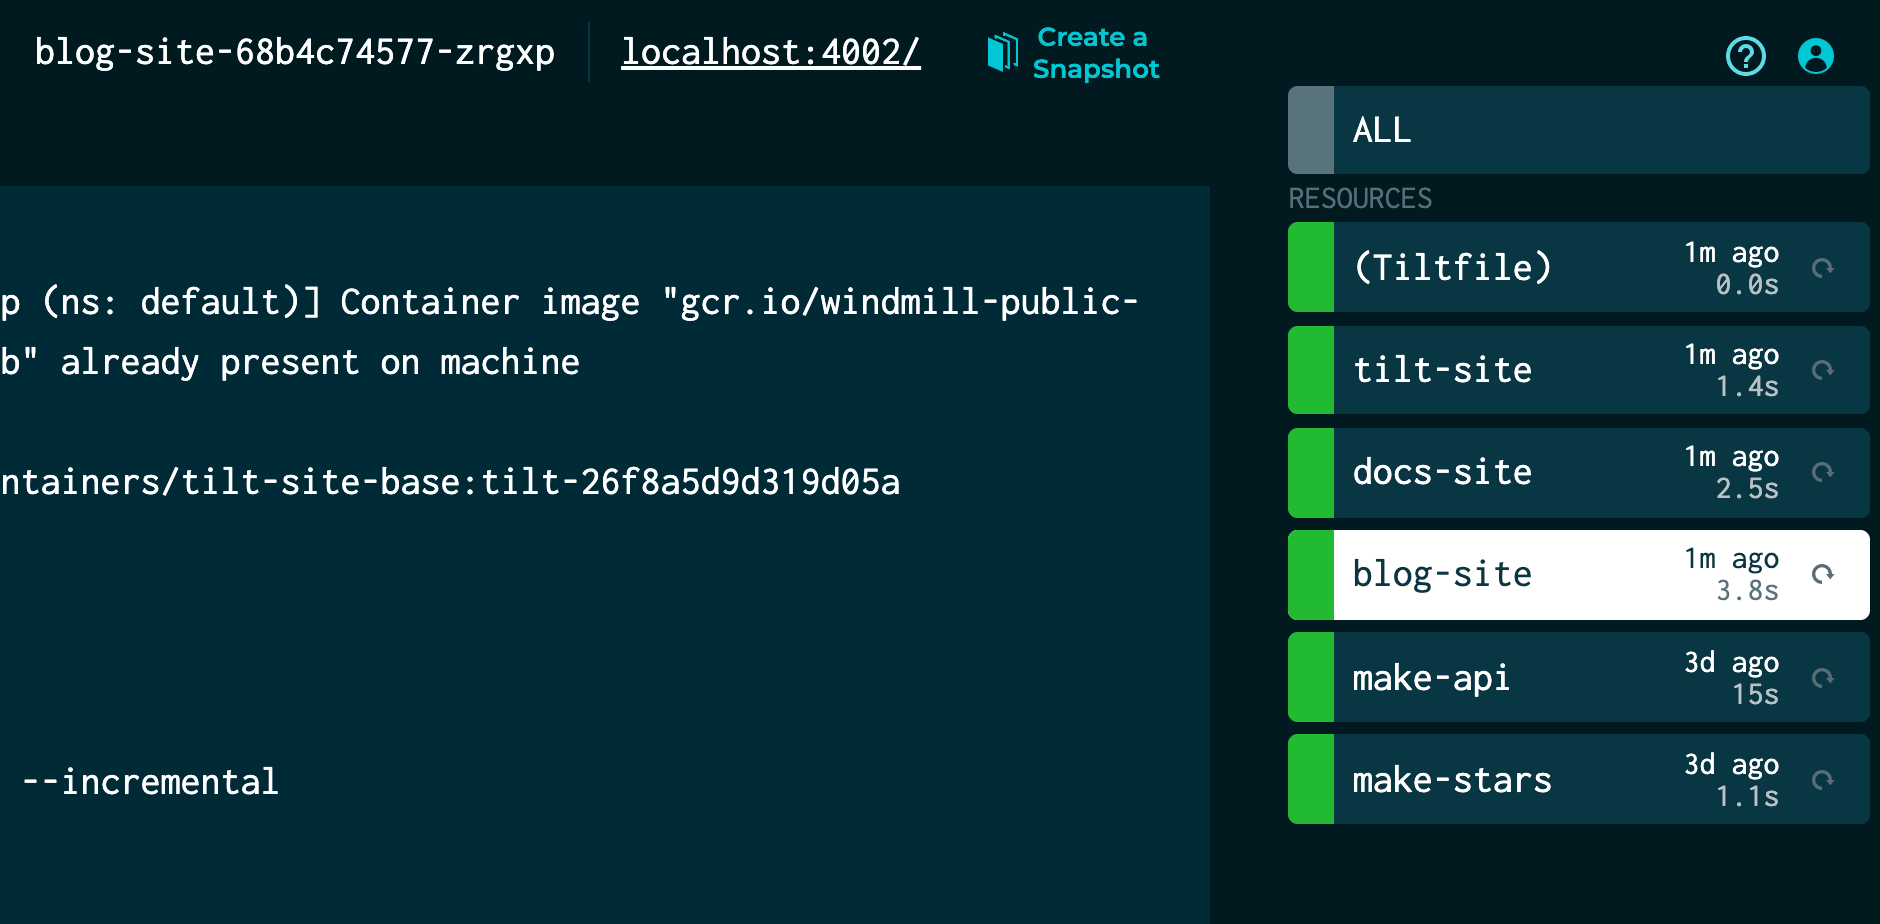 blog-site-68b4c74577-zrgxp
localhost:4002/
Create a
Snapshot
p (ns: default)] Container image "gcr.io/windmill-public-
b" already present on machine
ntainers/tilt-site-base:tilt-26f8a5d9d319d05a
--incremental
ALL
RESOURCES
(Tiltfile)
1m ago
0.0s
tilt-site
1m ago
1.4s
docs-site
1m ago
2.5s
blog-site
1m ago
3.8s
make-api
3d ago
15s
make-stars
3d ago
1.1s